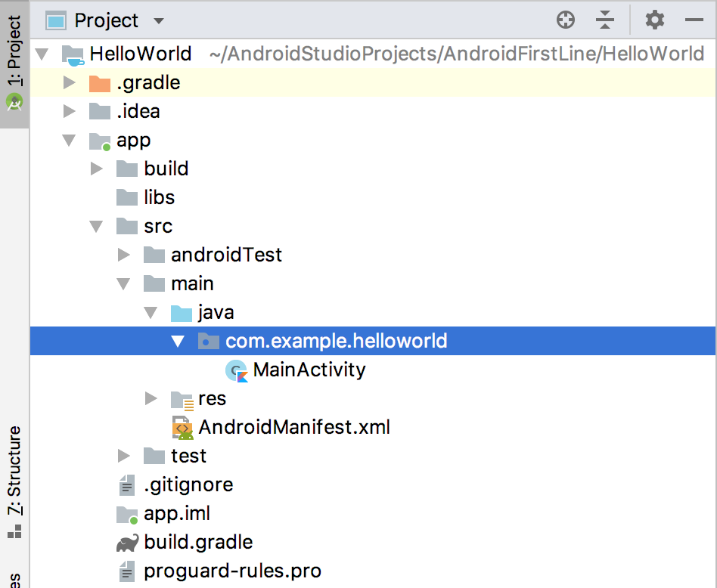 1: Project
Project
HelloWorld ~/AndroidStudioProjects/AndroidFirstLine/HelloWorld
.gradle
.idea
app
build
libs
src
androidTest
main
java
com.example.helloworld
MainActivity
res
AndroidManifest.xml
test
.gitignore
app.iml
build.gradle
proguard-rules.pro
7: Structure